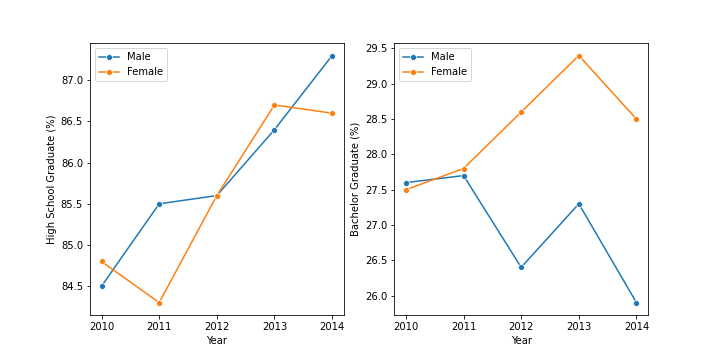 High School Graduate (%)
87.0
86.5
86.0
85.5
85.0
84.5
Male
Female
2010 2011 2012 2013 2014
Year
Bachelor Graduate (%)
29.5
29.0
28.5
28.0
27.5
27.0
26.5
26.0
Male
Female
2010 2011 2012 2013 2014
Year